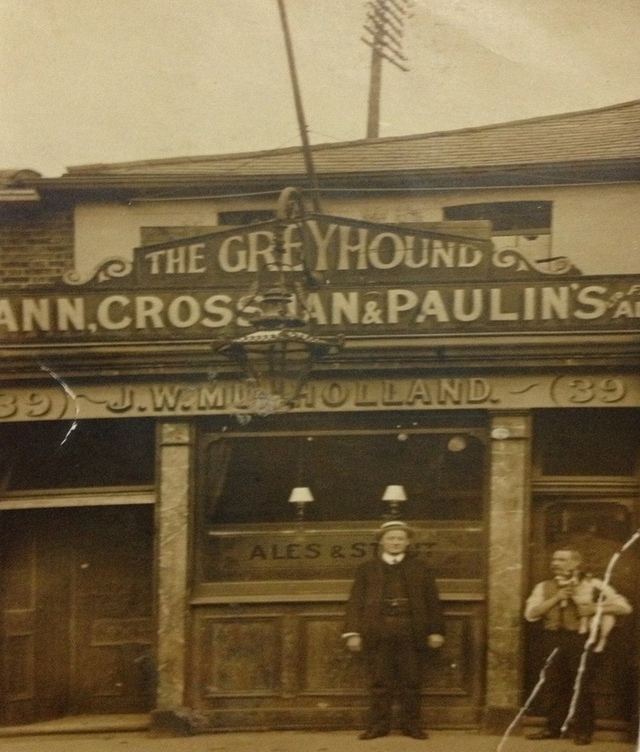 THE GREYHOUND
ANN, CROSSMAN & PAULIN'S
39) J.W. MULHOLLAND. (39
ALES & STOUT